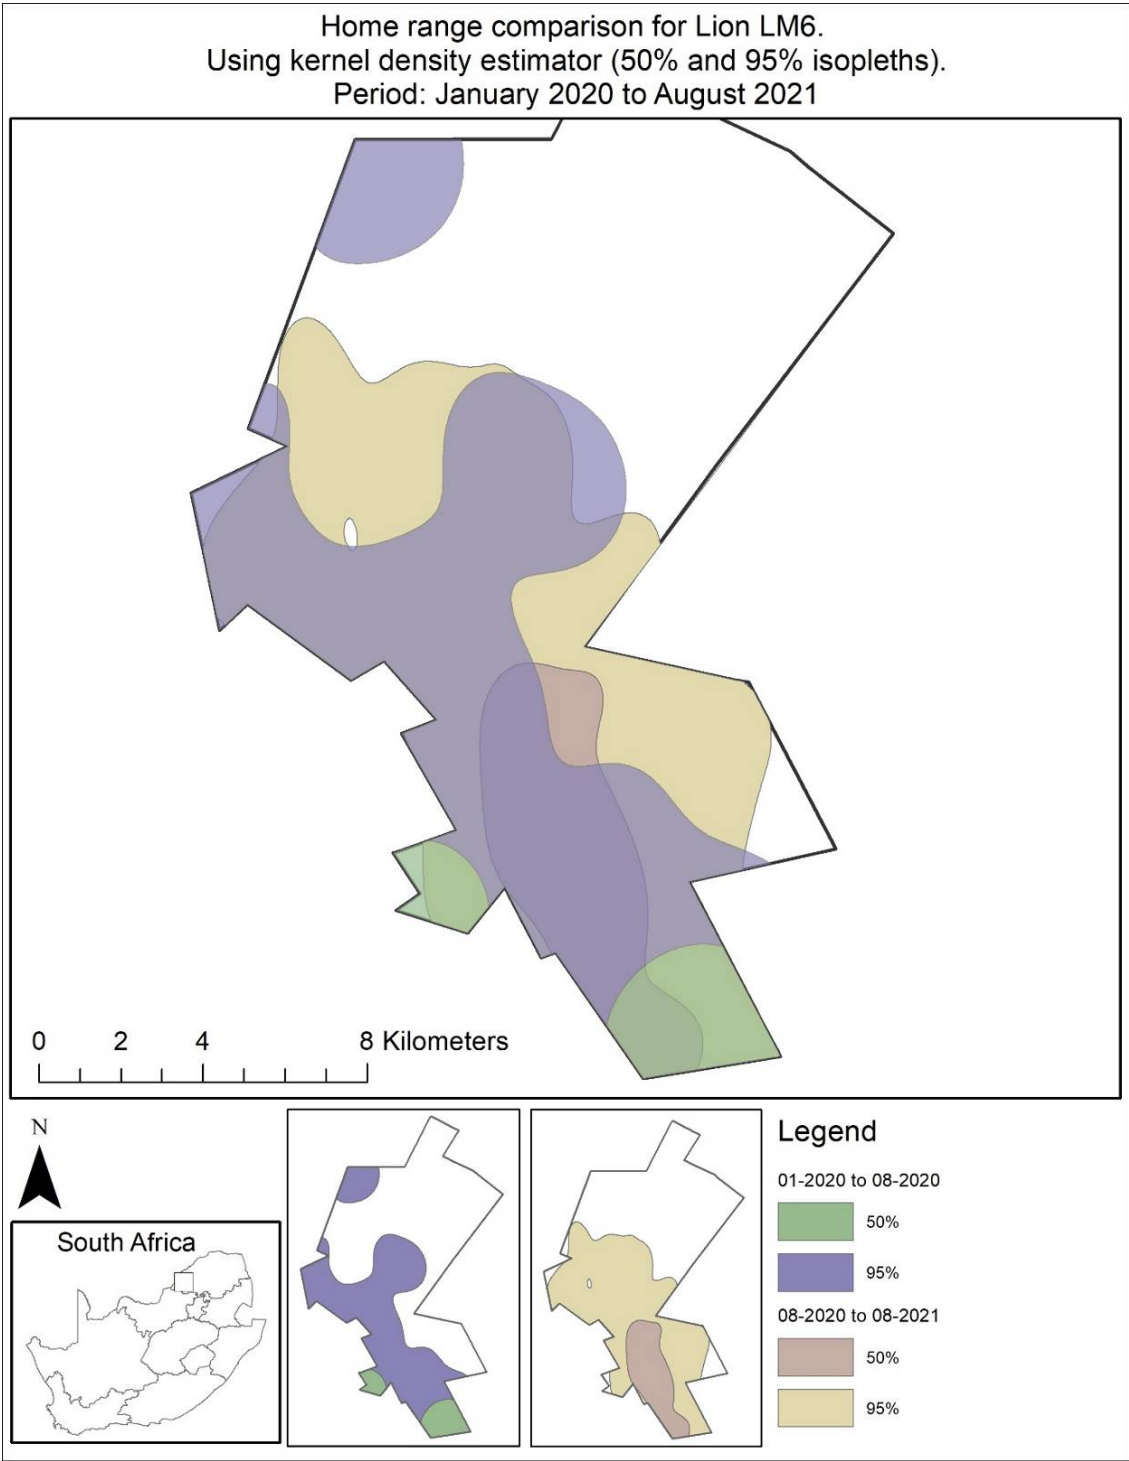 Home range comparison for Lion LM6.
Using kernel density estimator (50% and 95% isopleths).
Period: January 2020 to August 2021
0 2 4 8 Kilometers
N
South Africa
Legend
01-2020 to 08-2020
50%
95%
08-2020 to 08-2021
50%
95%